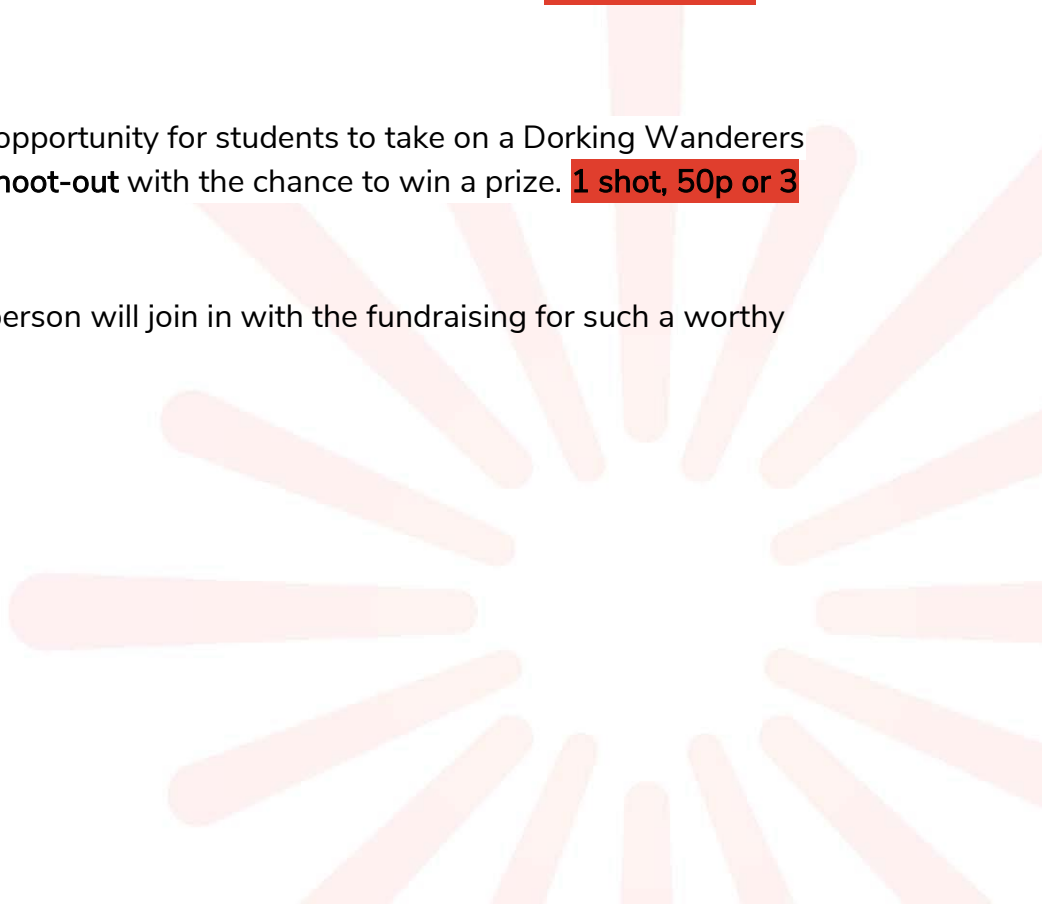 opportunity for students to take on a Dorking Wanderers
hoot-out with the chance to win a prize. 1 shot, 50p or 3
person will join in with the fundraising for such a worthy